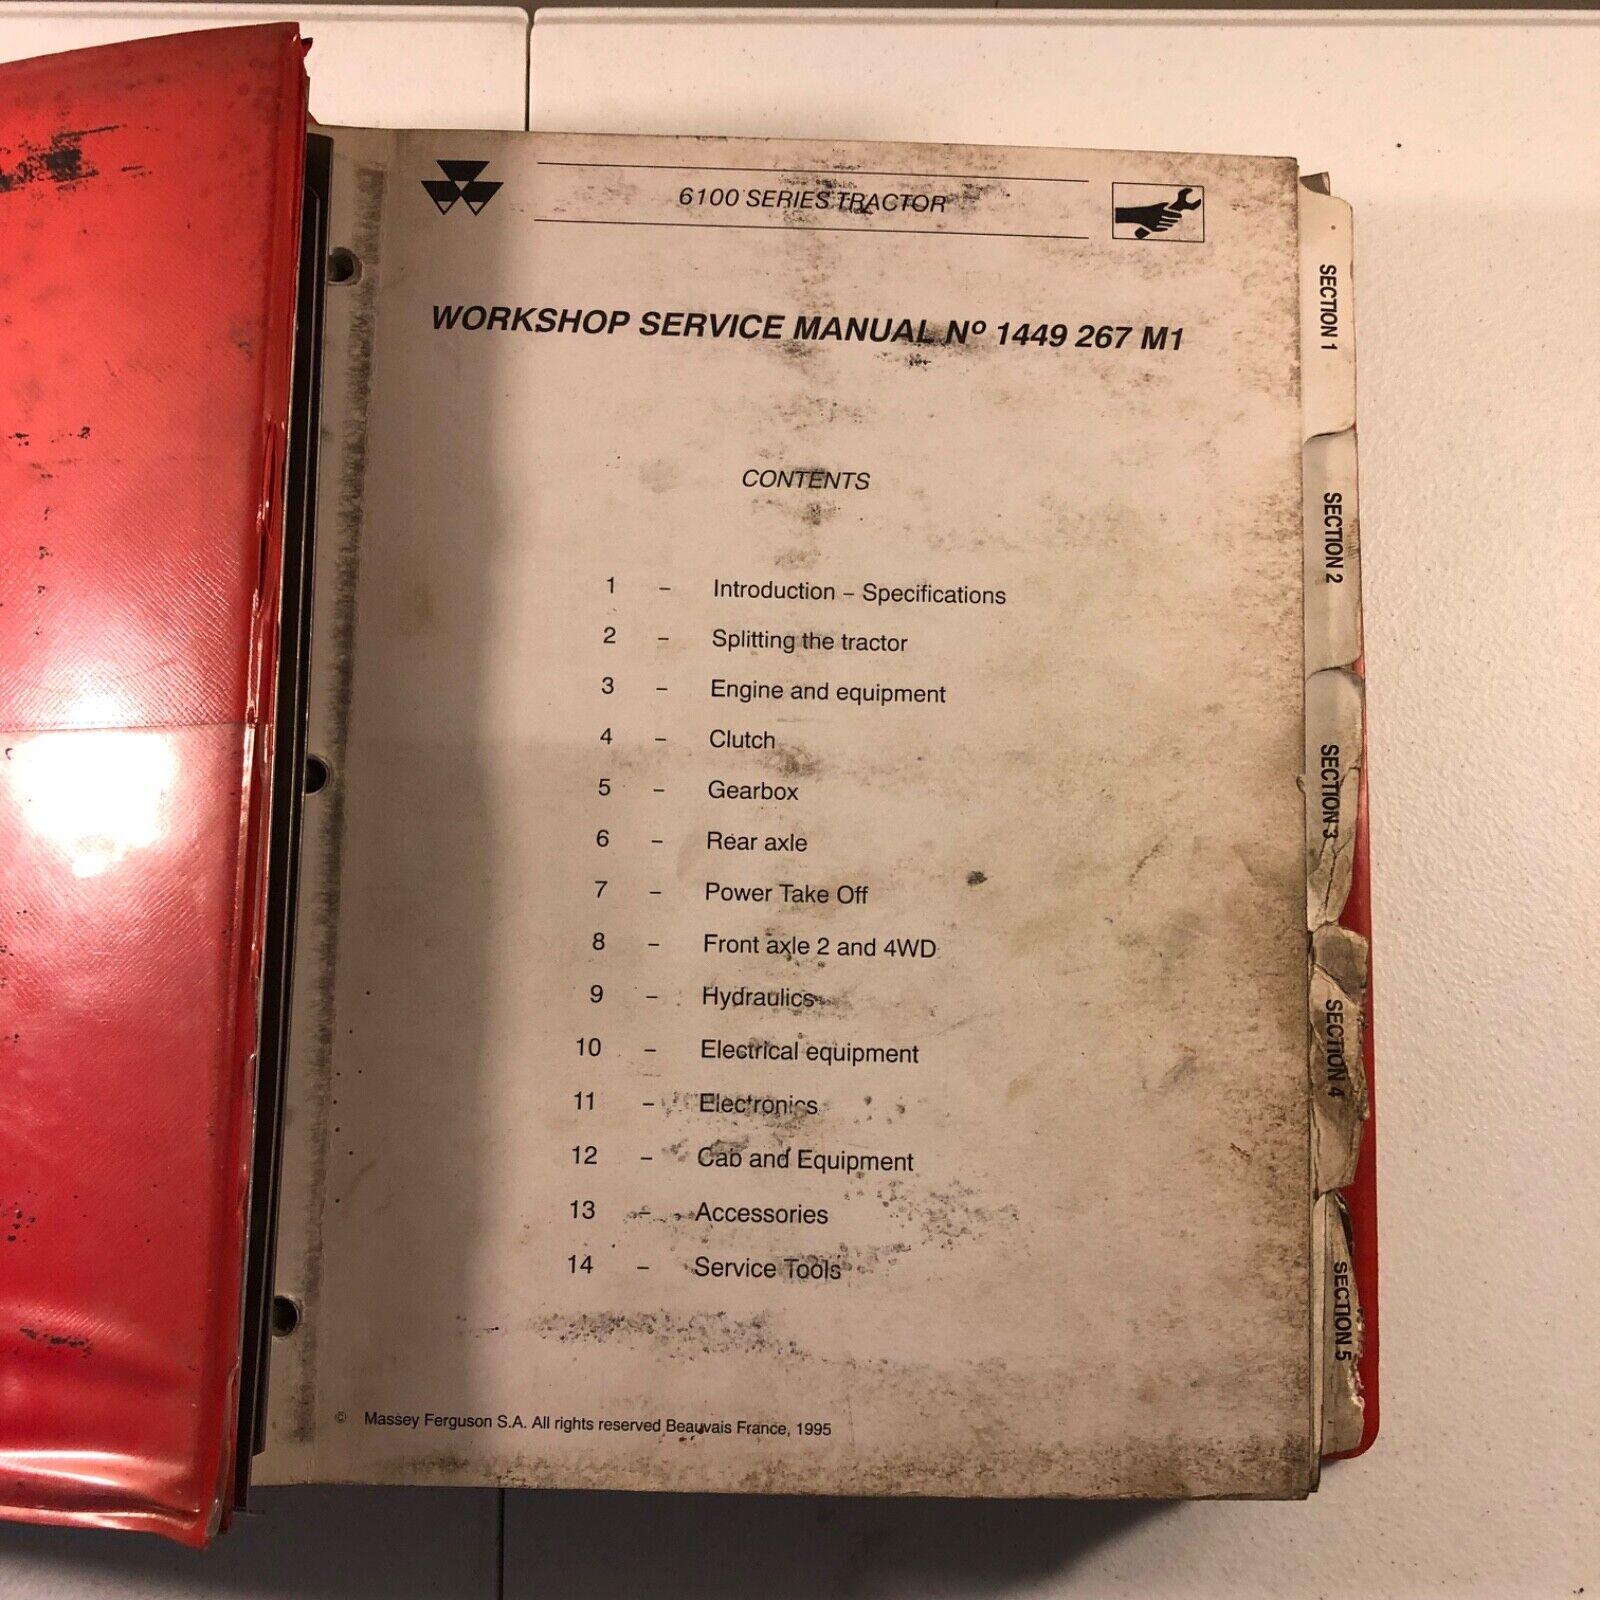 6100 SERIES TRACTOR
WORKSHOP SERVICE MANUAL Nº 1449 267 M1
CONTENTS
1 – Introduction – Specifications
2 – Splitting the tractor
3 – Engine and equipment
4 – Clutch
5 – Gearbox
6 – Rear axle
7 – Power Take Off
8 – Front axle 2 and 4WD
9 – Hydraulics
10 – Electrical equipment
11 – Electronics
12 – Cab and Equipment
13 – Accessories
14 – Service Tools
© Massey Ferguson S.A. All rights reserved Beauvais France, 1995
SECTION 1
SECTION 2
SECTION 3
SECTION 4
SECTION 5